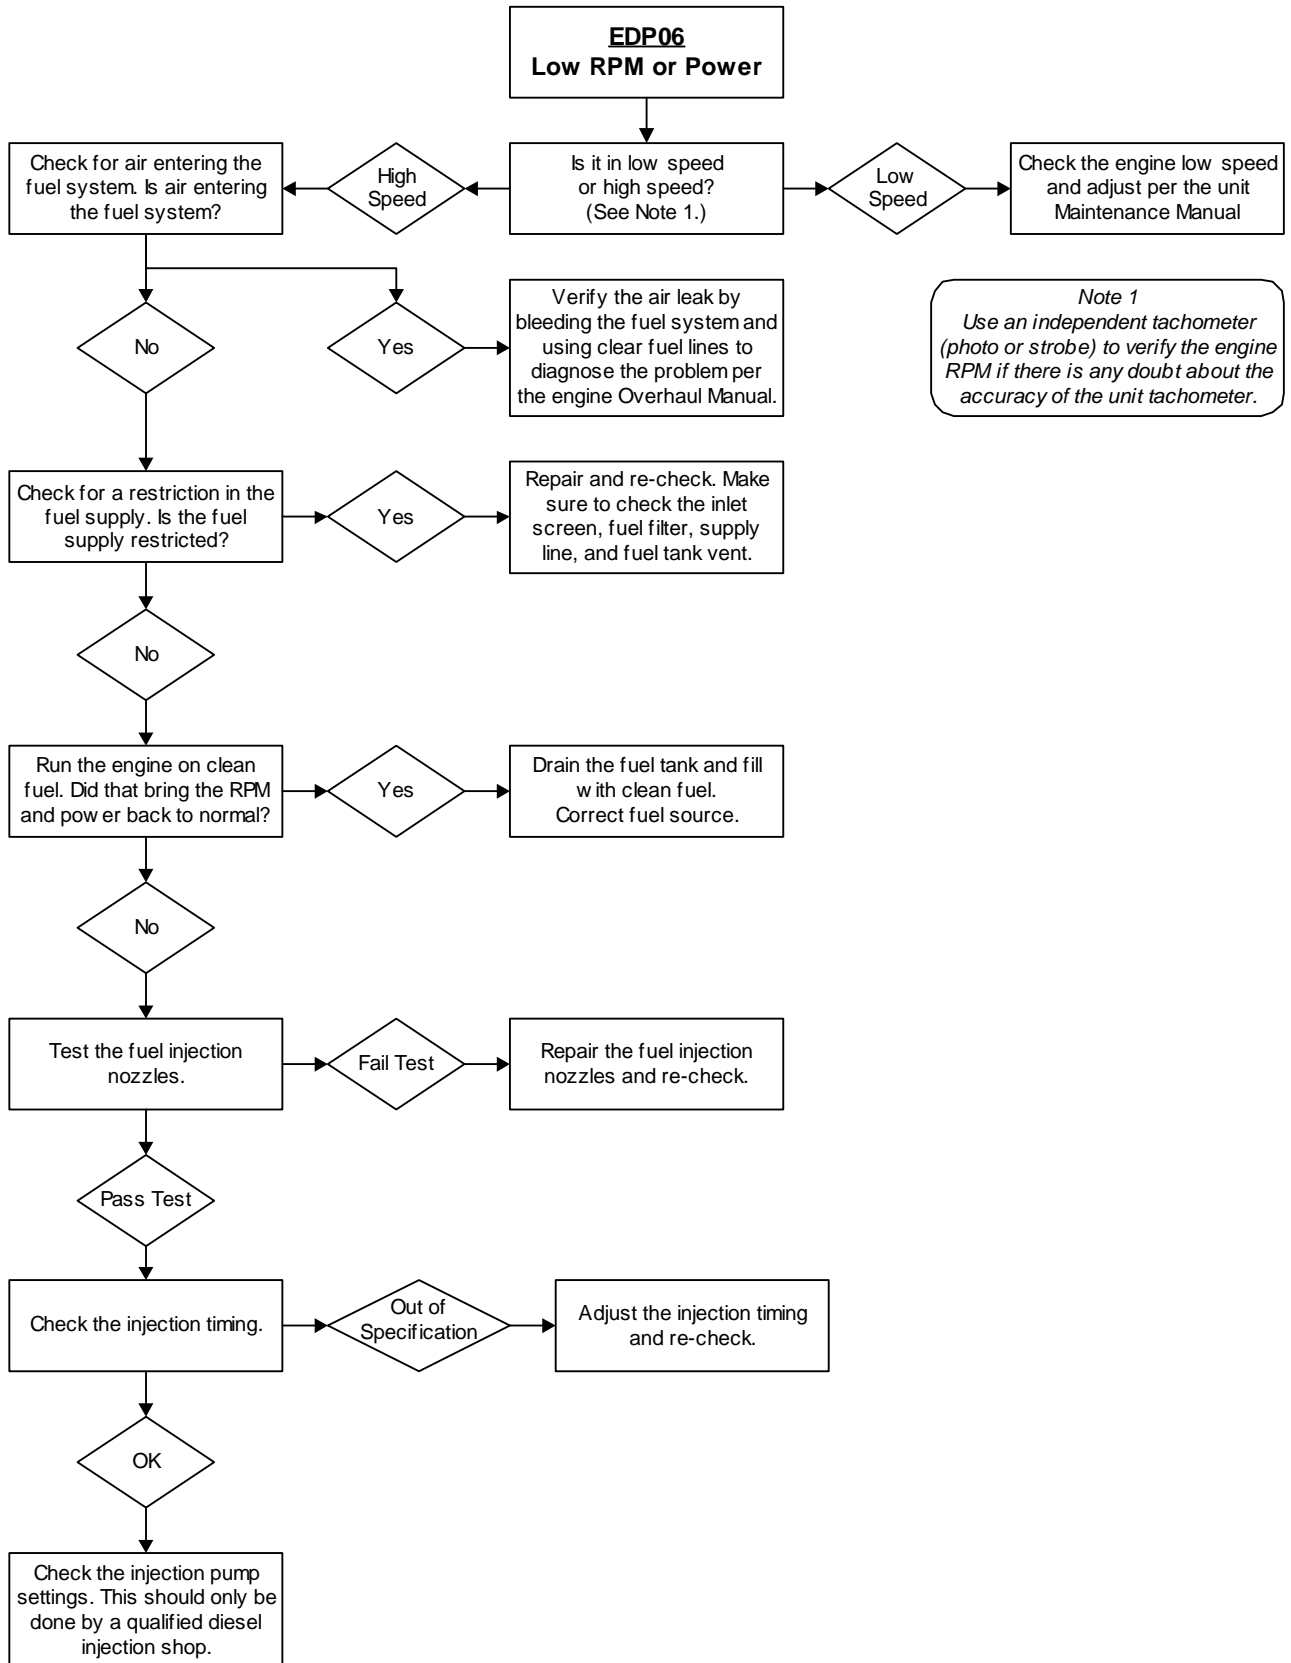 EDP06
Low RPM or Power
Check for air entering the
fuel system. Is air entering
the fuel system?
High
Speed
Is it in low speed
or high speed?
(See Note 1.)
Low
Speed
Check the engine low speed
and adjust per the unit
Maintenance Manual
No
Yes
Verify the air leak by
bleeding the fuel system and
using clear fuel lines to
diagnose the problem per
the engine Overhaul Manual.
Note 1
Use an independent tachometer
(photo or strobe) to verify the engine
RPM if there is any doubt about the
accuracy of the unit tachometer.
Check for a restriction in the
fuel supply. Is the fuel
supply restricted?
Yes
Repair and re-check. Make
sure to check the inlet
screen, fuel filter, supply
line, and fuel tank vent.
No
Run the engine on clean
fuel. Did that bring the RPM
and power back to normal?
Yes
Drain the fuel tank and fill
with clean fuel.
Correct fuel source.
No
Test the fuel injection
nozzles.
Fail Test
Repair the fuel injection
nozzles and re-check.
Pass Test
Check the injection timing.
Out of
Specification
Adjust the injection timing
and re-check.
OK
Check the injection pump
settings. This should only be
done by a qualified diesel
injection shop.